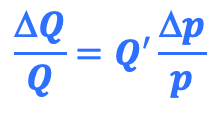 ΔQ/Q = Q′ Δp/p